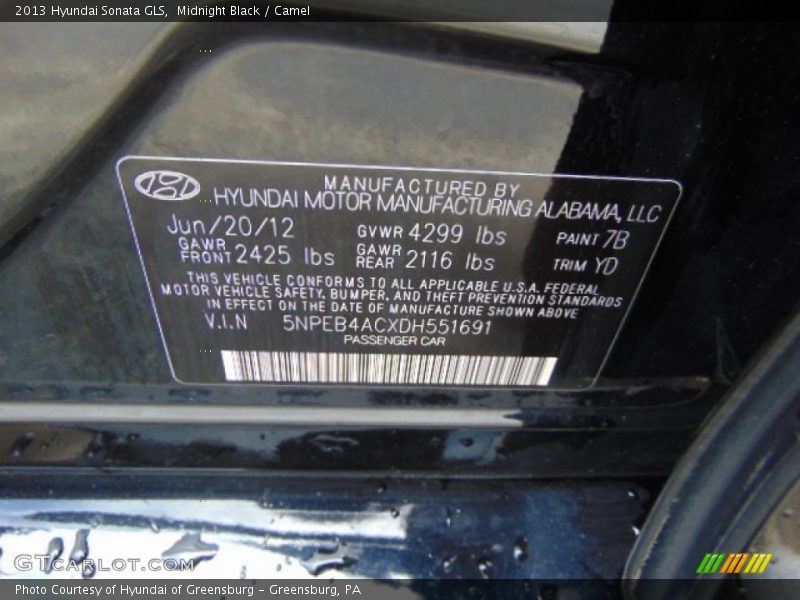 2013 Hyundai Sonata GLS, Midnight Black / Camel
MANUFACTURED BY
HYUNDAI MOTOR MANUFACTURING ALABAMA, LLC
Jun/20/12 GVWR 4299 lbs PAINT 7B
GAWR FRONT 2425 lbs GAWR REAR 2116 lbs TRIM YD
THIS VEHICLE CONFORMS TO ALL APPLICABLE U.S.A. FEDERAL
MOTOR VEHICLE SAFETY, BUMPER, AND THEFT PREVENTION STANDARDS
IN EFFECT ON THE DATE OF MANUFACTURE SHOWN ABOVE
V.I.N 5NPEB4ACXDH551691
PASSENGER CAR
GTCARLOT.COM
Photo Courtesy of Hyundai of Greensburg - Greensburg, PA